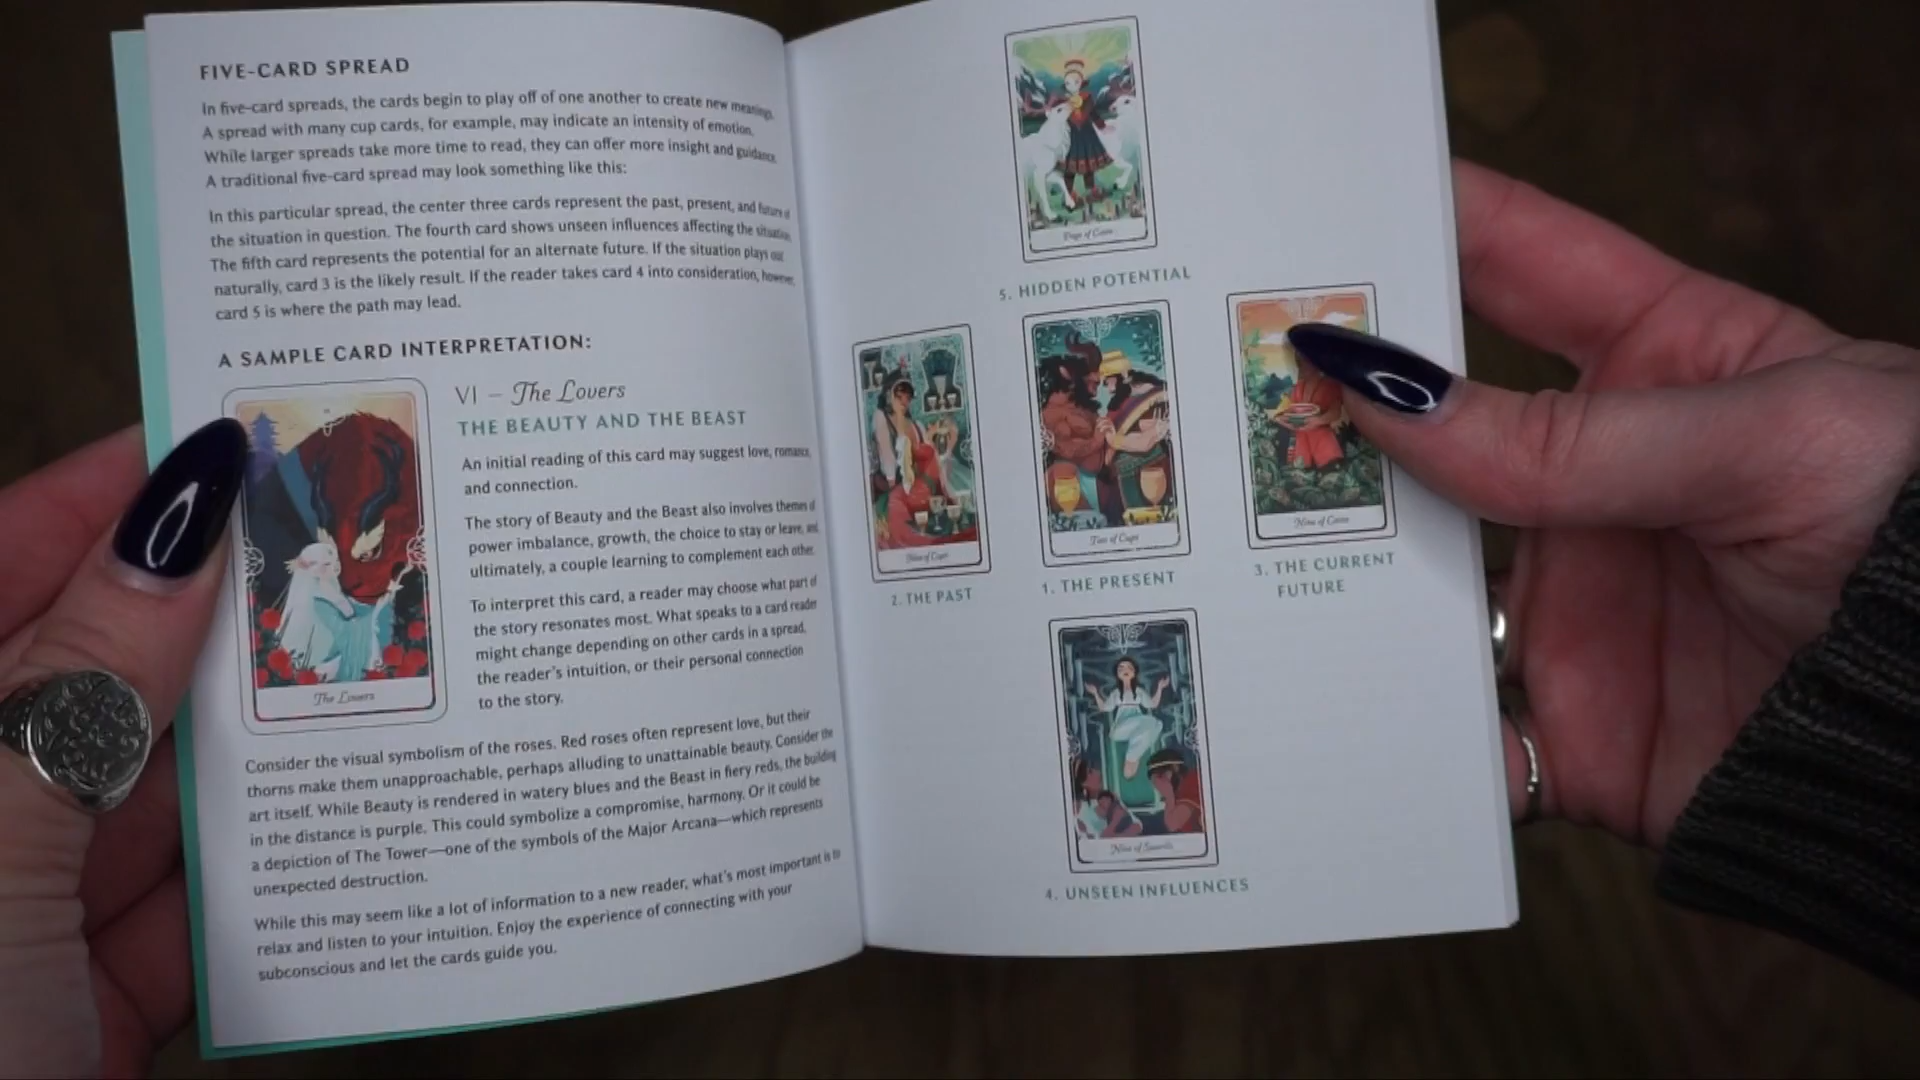 FIVE-CARD SPREAD
In five-card spreads, the cards begin to play off of one another to create new meanings.
A spread with many cup cards, for example, may indicate an intensity of emotion.
While larger spreads take more time to read, they can offer more insight and guidance.
A traditional five-card spread may look something like this:
In this particular spread, the center three cards represent the past, present, and future of
the situation in question. The fourth card shows unseen influences affecting the situation.
The fifth card represents the potential for an alternate future. If the situation plays out
naturally, card 3 is the likely result. If the reader takes card 4 into consideration, however,
card 5 is where the path may lead.
A SAMPLE CARD INTERPRETATION:
VI – The Lovers
THE BEAUTY AND THE BEAST
An initial reading of this card may suggest love, romance,
and connection.
The story of Beauty and the Beast also involves themes of
power imbalance, growth, the choice to stay or leave, and,
ultimately, a couple learning to complement each other.
To interpret this card, a reader may choose what part of
the story resonates most. What speaks to a card reader
might change depending on other cards in a spread,
the reader's intuition, or their personal connection
to the story.
The Lovers
Consider the visual symbolism of the roses. Red roses often represent love, but their
thorns make them unapproachable, perhaps alluding to unattainable beauty. Consider the
art itself. While Beauty is rendered in watery blues and the Beast in fiery reds, the building
in the distance is purple. This could symbolize a compromise, harmony. Or it could be
a depiction of The Tower—one of the symbols of the Major Arcana—which represents
unexpected destruction.
While this may seem like a lot of information to a new reader, what's most important is to
relax and listen to your intuition. Enjoy the experience of connecting with your
subconscious and let the cards guide you.
Page of Coins
5. HIDDEN POTENTIAL
Nine of Cups
2. THE PAST
Two of Cups
1. THE PRESENT
Nine of Coins
3. THE CURRENT
FUTURE
Nine of Swords
4. UNSEEN INFLUENCES